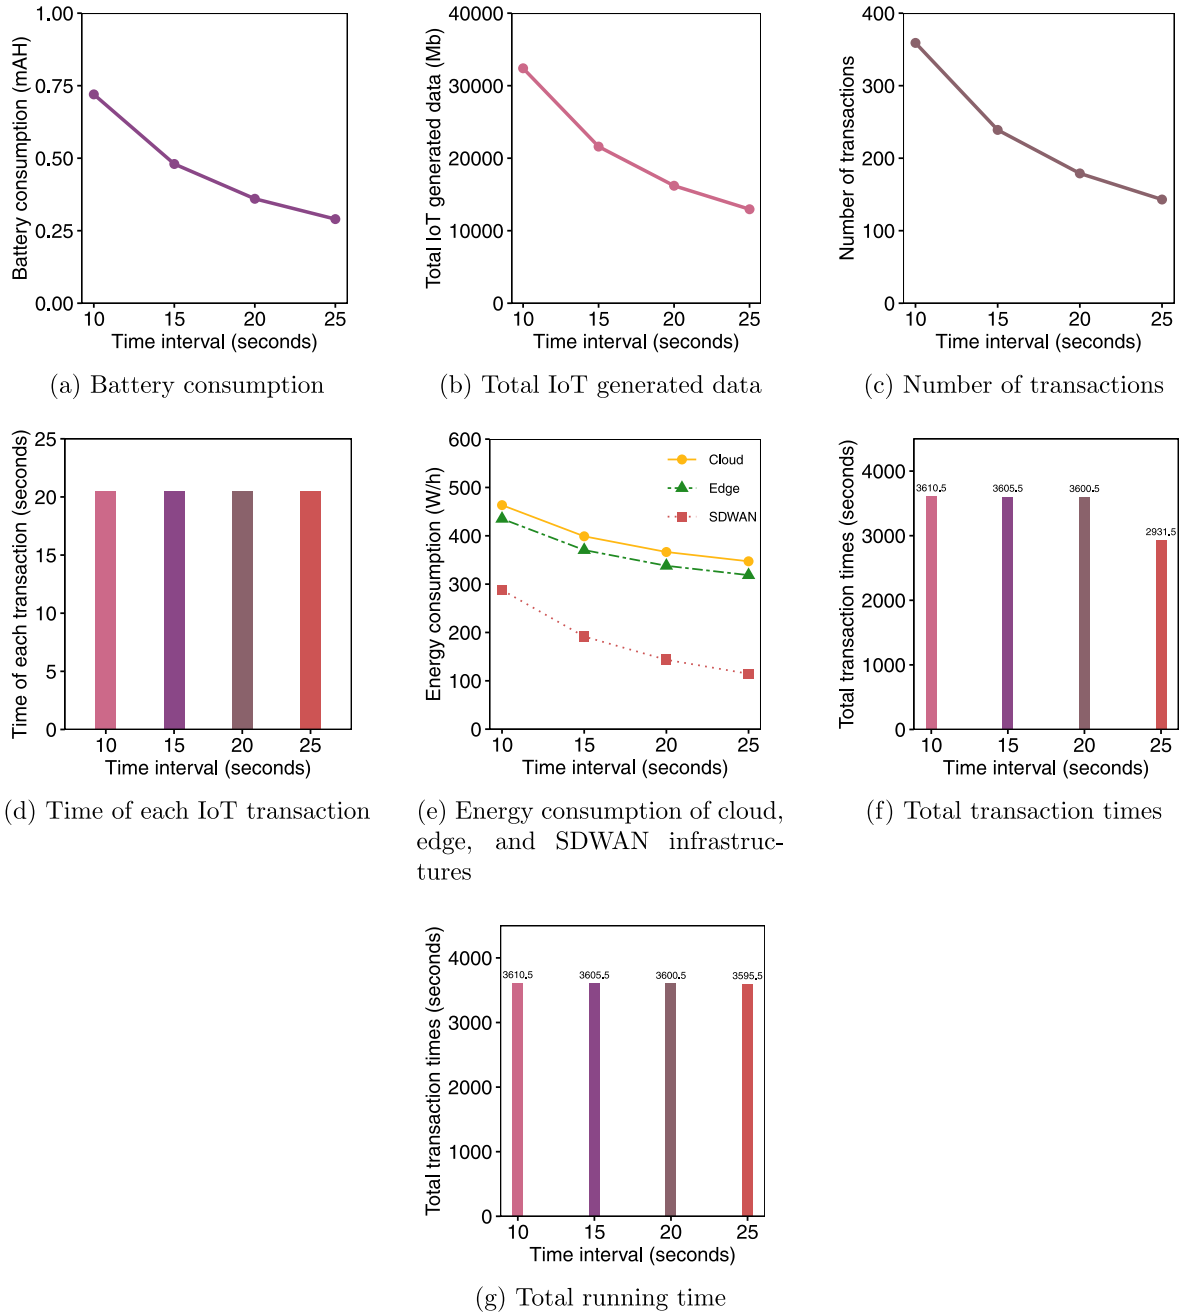 Battery consumption (mAH)
1.00
0.75
0.50
0.25
0.00
10 15 20 25
Time interval (seconds)
(a) Battery consumption
Total IoT generated data (Mb)
40000
30000
20000
10000
0
10 15 20 25
Time interval (seconds)
(b) Total IoT generated data
Number of transactions
400
300
200
100
0
10 15 20 25
Time interval (seconds)
(c) Number of transactions
Time of each transaction (seconds)
25
20
15
10
5
0
10 15 20 25
Time interval (seconds)
(d) Time of each IoT transaction
Energy consumption (W/h)
600
500
400
300
200
100
0
Cloud
Edge
SDWAN
10 15 20 25
Time interval (seconds)
(e) Energy consumption of cloud,
edge, and SDWAN infrastruc-
tures
Total transaction times (seconds)
4000
3000
2000
1000
0
3610.5 3605.5 3600.5 2931.5
10 15 20 25
Time interval (seconds)
(f) Total transaction times
Total transaction times (seconds)
4000
3000
2000
1000
0
3610.5 3605.5 3600.5 3595.5
10 15 20 25
Time interval (seconds)
(g) Total running time